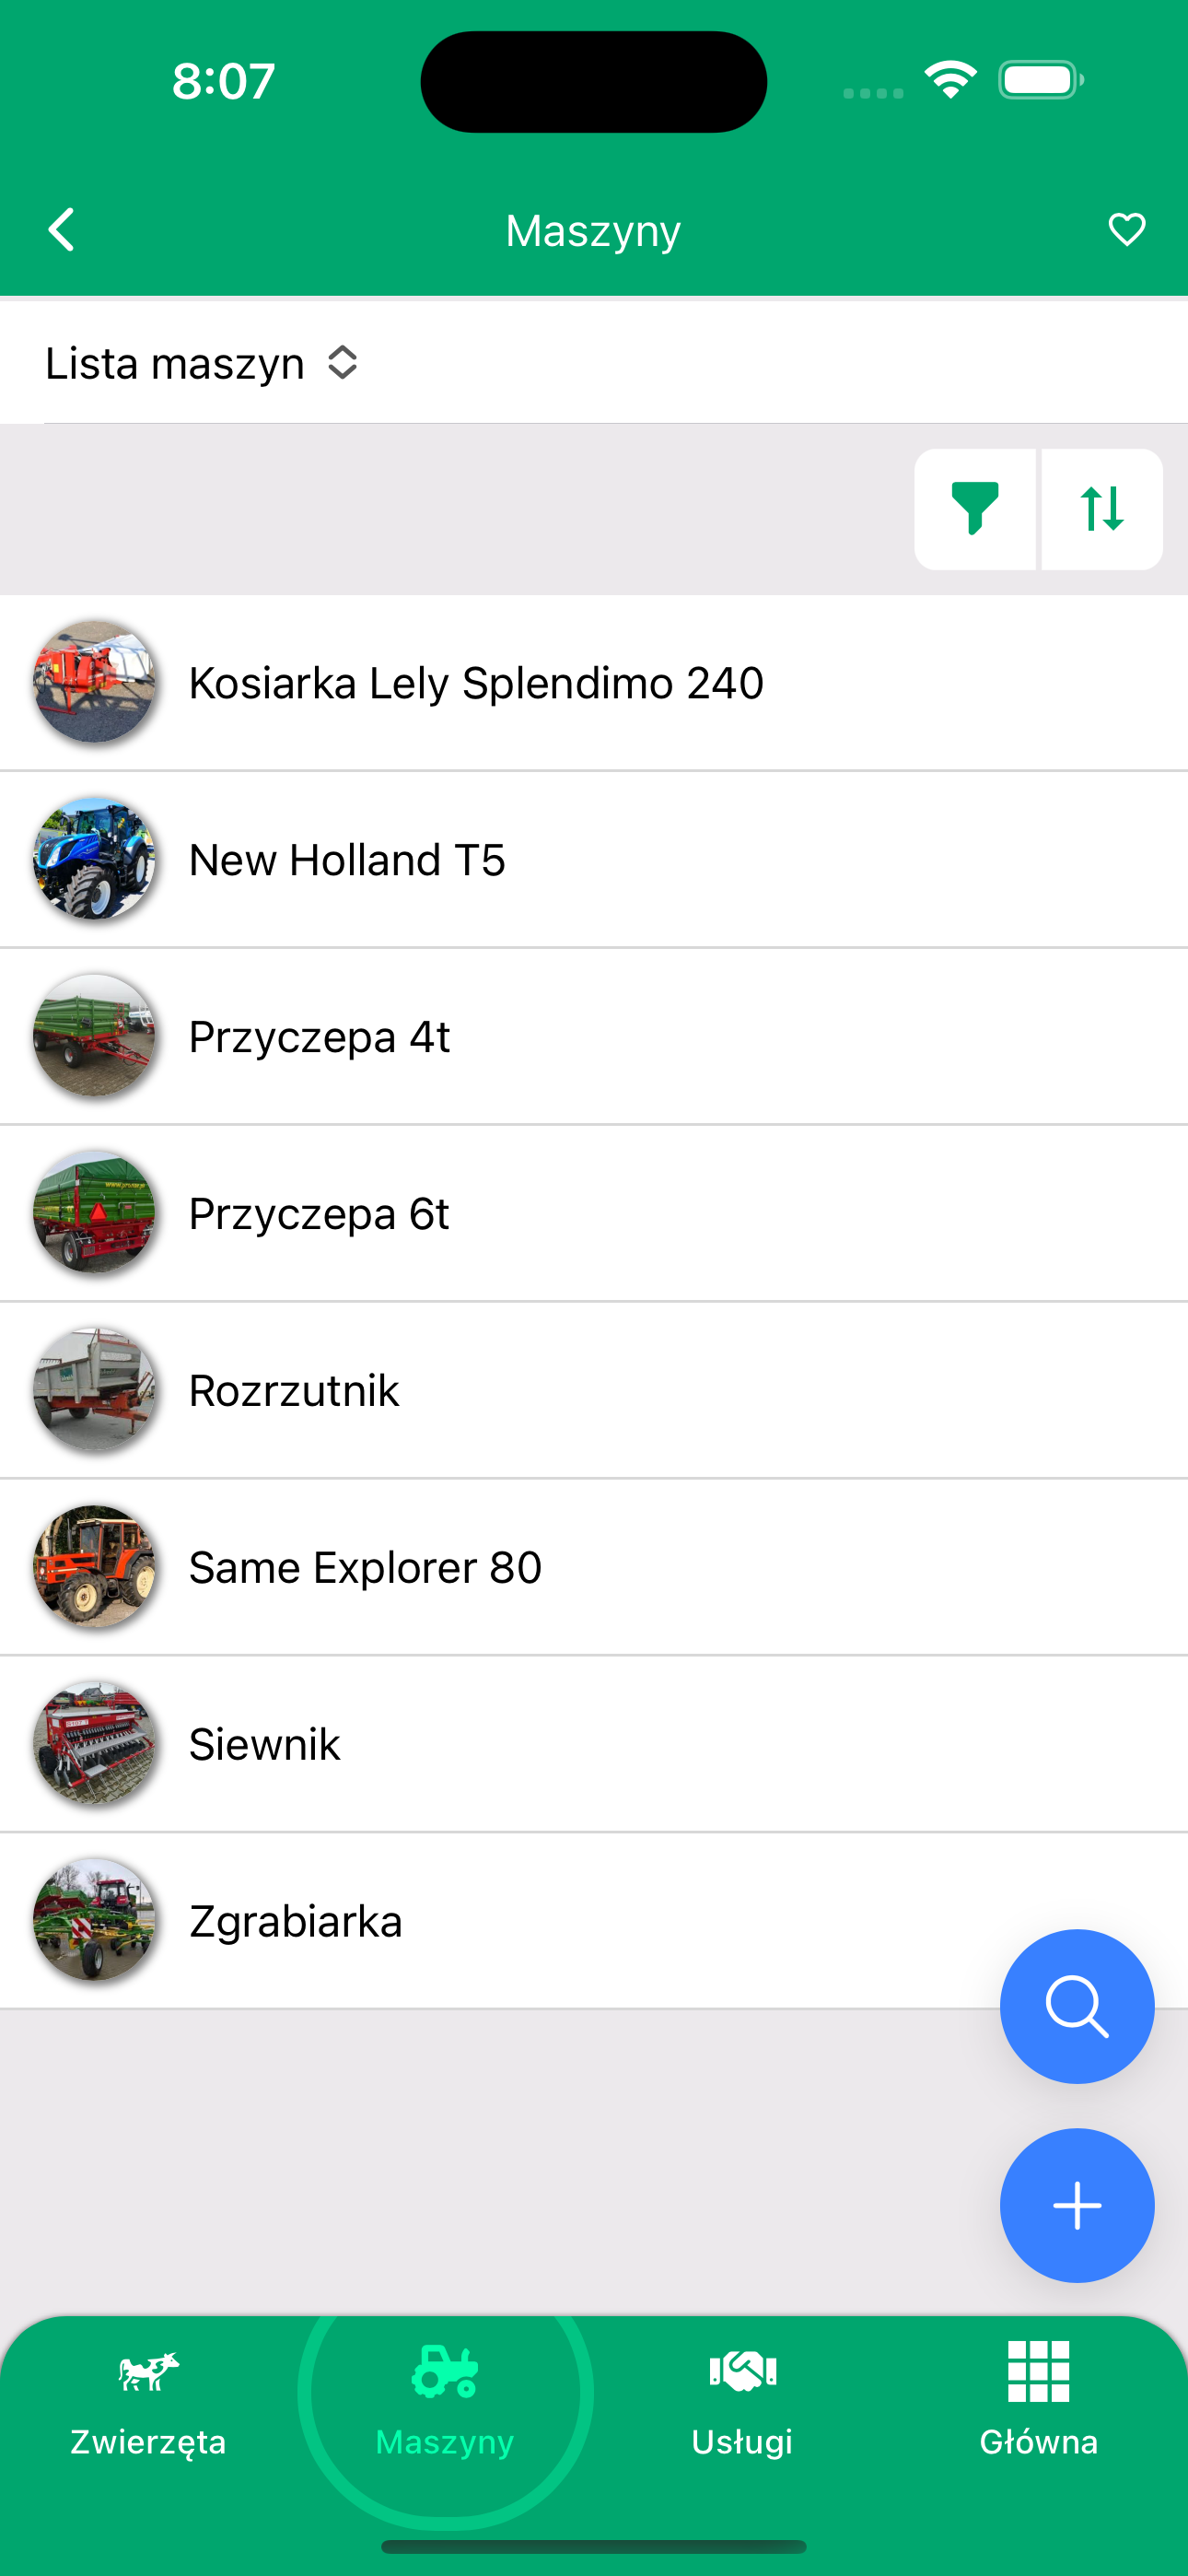 8:07
Maszyny
Lista maszyn
Kosiarka Lely Splendimo 240
New Holland T5
Przyczepa 4t
Przyczepa 6t
Rozrzutnik
Same Explorer 80
Siewnik
Zgrabiarka
Zwierzęta
Maszyny
Usługi
Główna